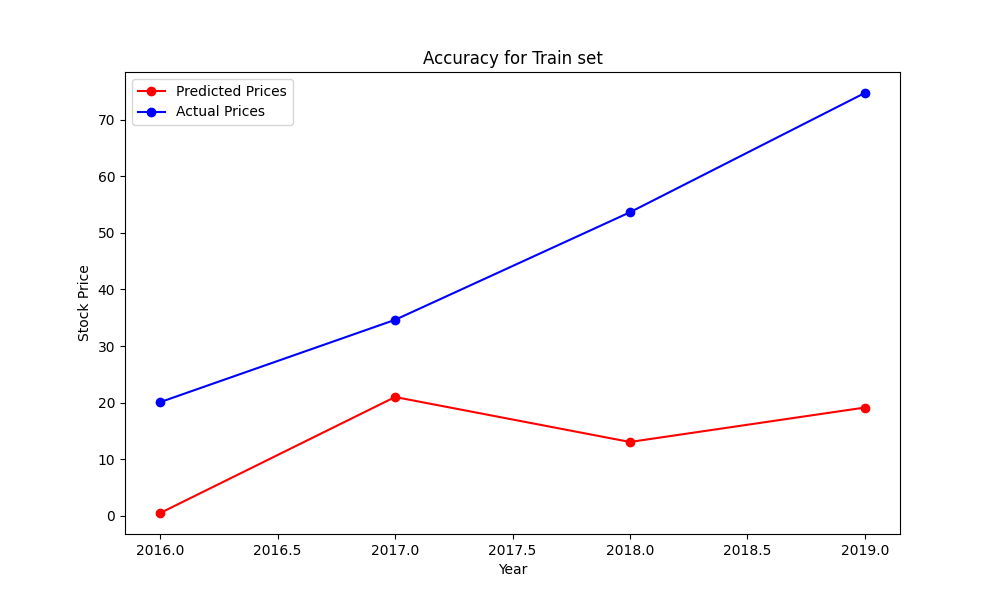 Accuracy for Train set
Predicted Prices
Actual Prices
Stock Price
70
60
50
40
30
20
10
0
2016.0 2016.5 2017.0 2017.5 2018.0 2018.5 2019.0
Year